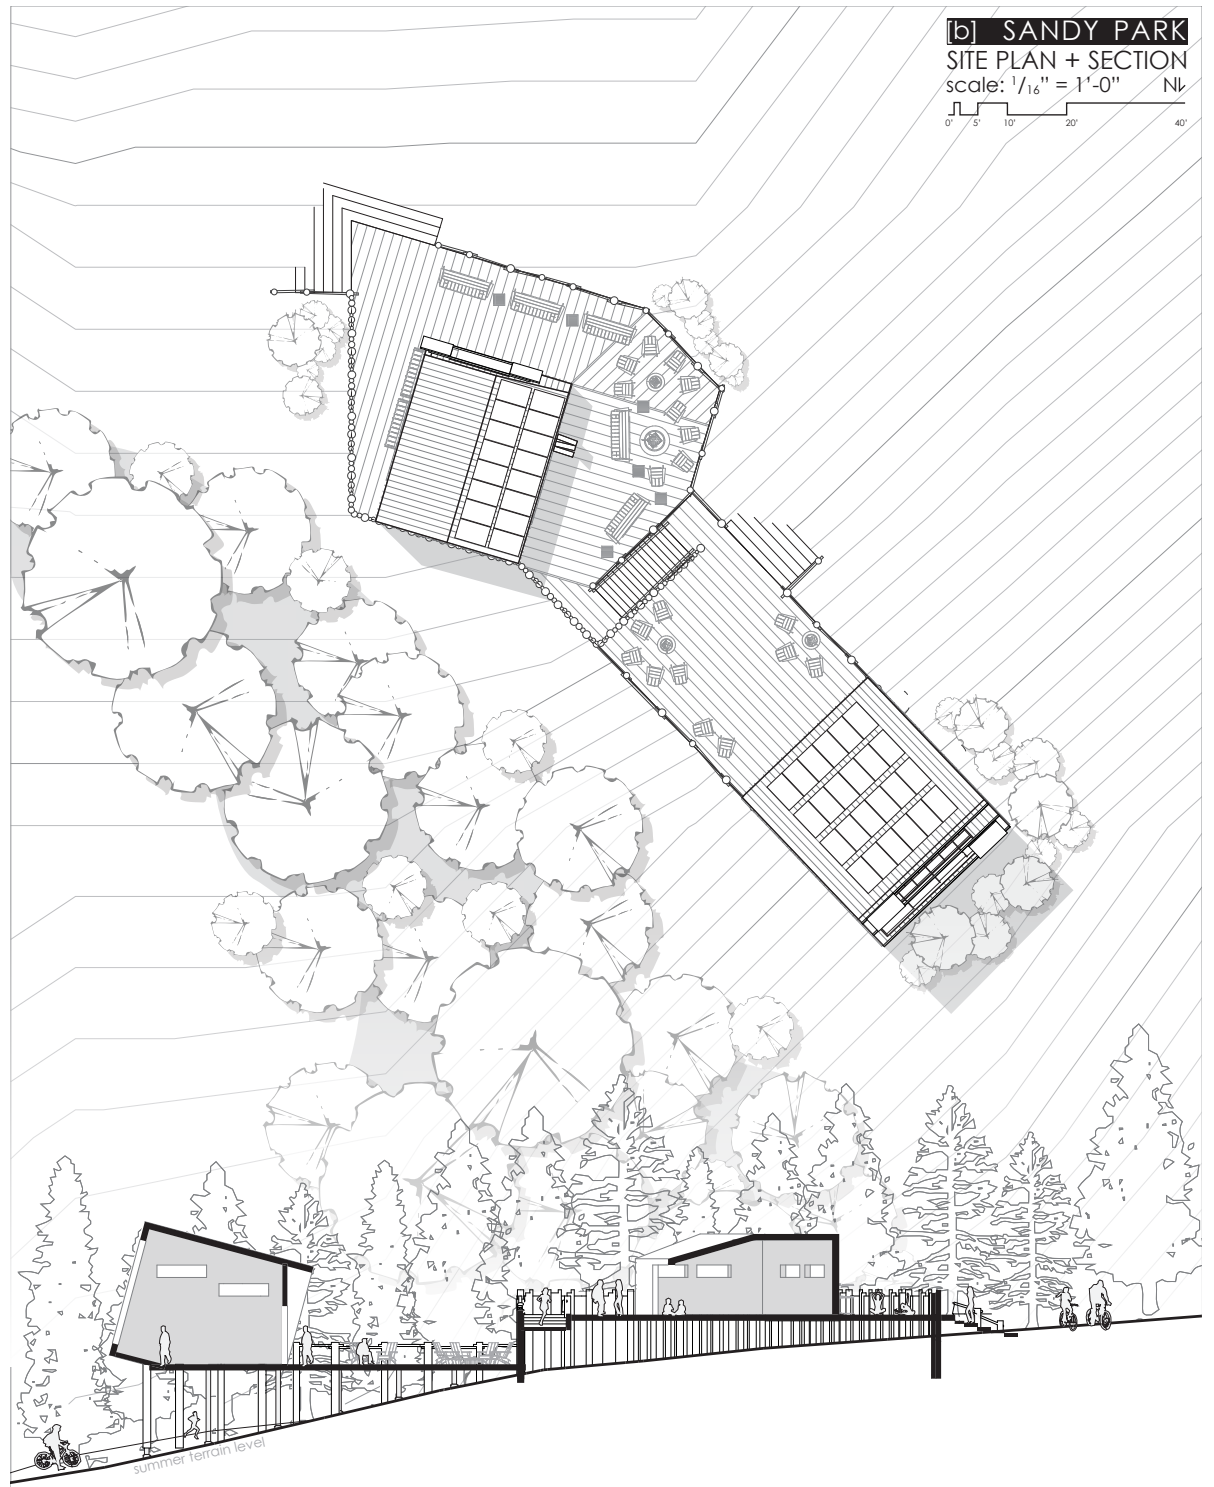 [b] SANDY PARK
SITE PLAN + SECTION
scale: 1/16” = 1’-0” N
0' 5' 10' 20' 40'
summer terrain level